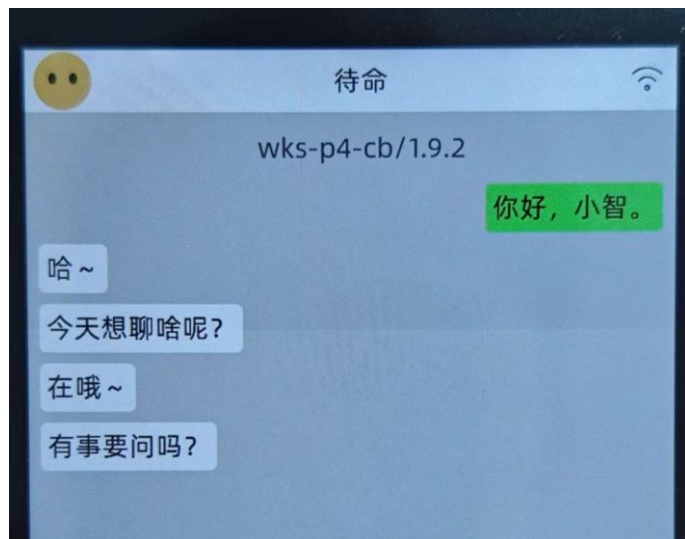 待命
wks-p4-cb/1.9.2
你好，小智。
哈~
今天想聊啥呢？
在哦~
有事要问吗？